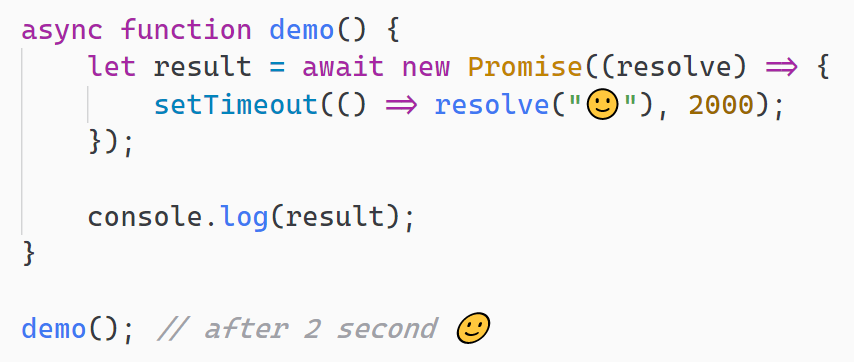 async function demo() {
    let result = await new Promise((resolve) => {
        setTimeout(() => resolve("🙂"), 2000);
    });

    console.log(result);
}

demo(); // after 2 second 🙂